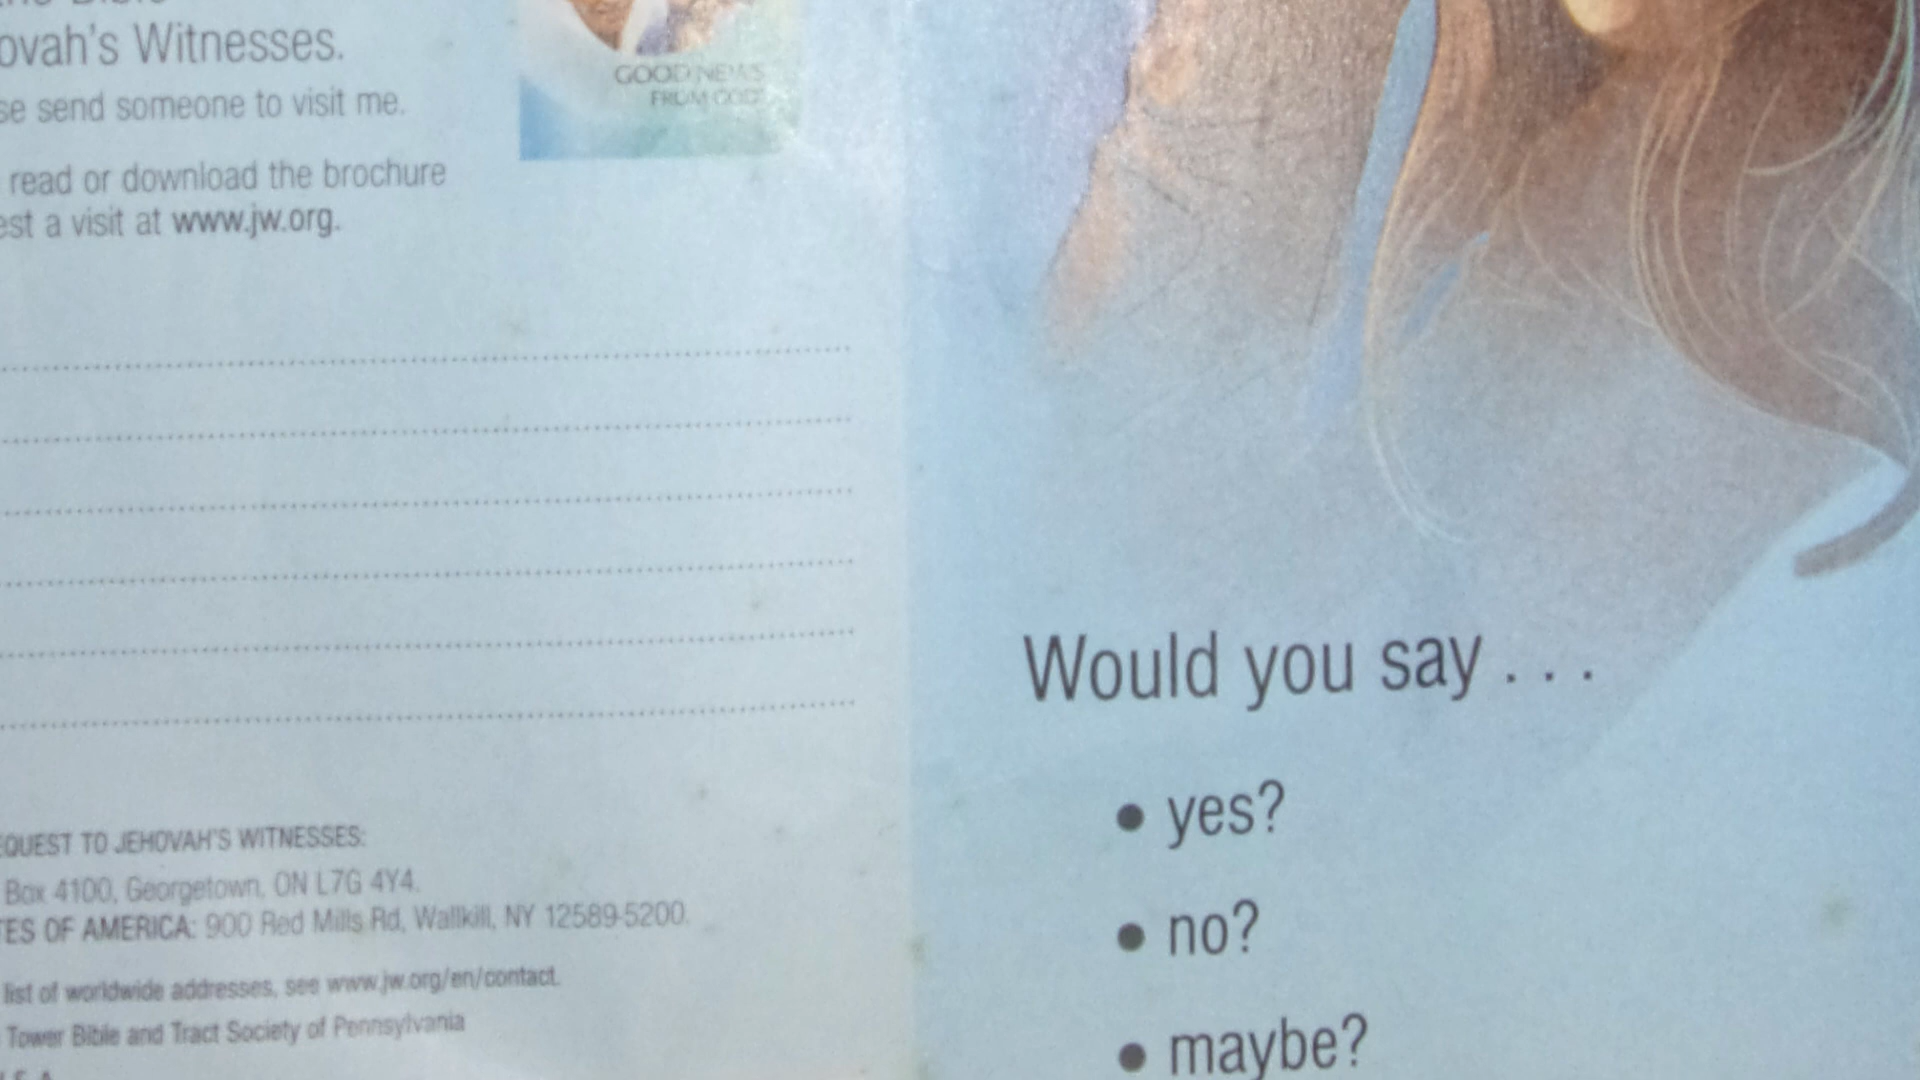 ovah's Witnesses.
se send someone to visit me.
read or download the brochure
est a visit at www.jw.org.
GOOD NEWS
FROM GOD
EQUEST TO JEHOVAH'S WITNESSES:
Box 4100, Georgetown, ON L7G 4Y4.
TES OF AMERICA: 900 Red Mills Rd, Wallkill, NY 12589-5200.
list of worldwide addresses, see www.jw.org/en/contact.
Tower Bible and Tract Society of Pennsylvania
Would you say . . .
• yes?
• no?
• maybe?